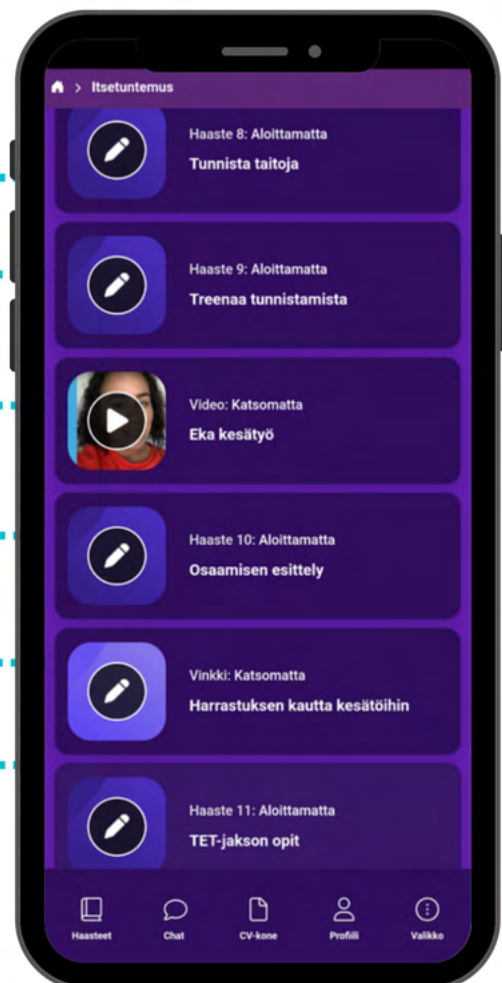 > Itsetuntemus
Haaste 8: Aloittamatta
Tunnista taitoja
Haaste 9: Aloittamatta
Treenaa tunnistamista
Video: Katsomatta
Eka kesätyö
Haaste 10: Aloittamatta
Osaamisen esittely
Vinkki: Katsomatta
Harrastuksen kautta kesätöihin
Haaste 11: Aloittamatta
TET-jakson opit
Haasteet Chat CV-kone Profiili Valikko